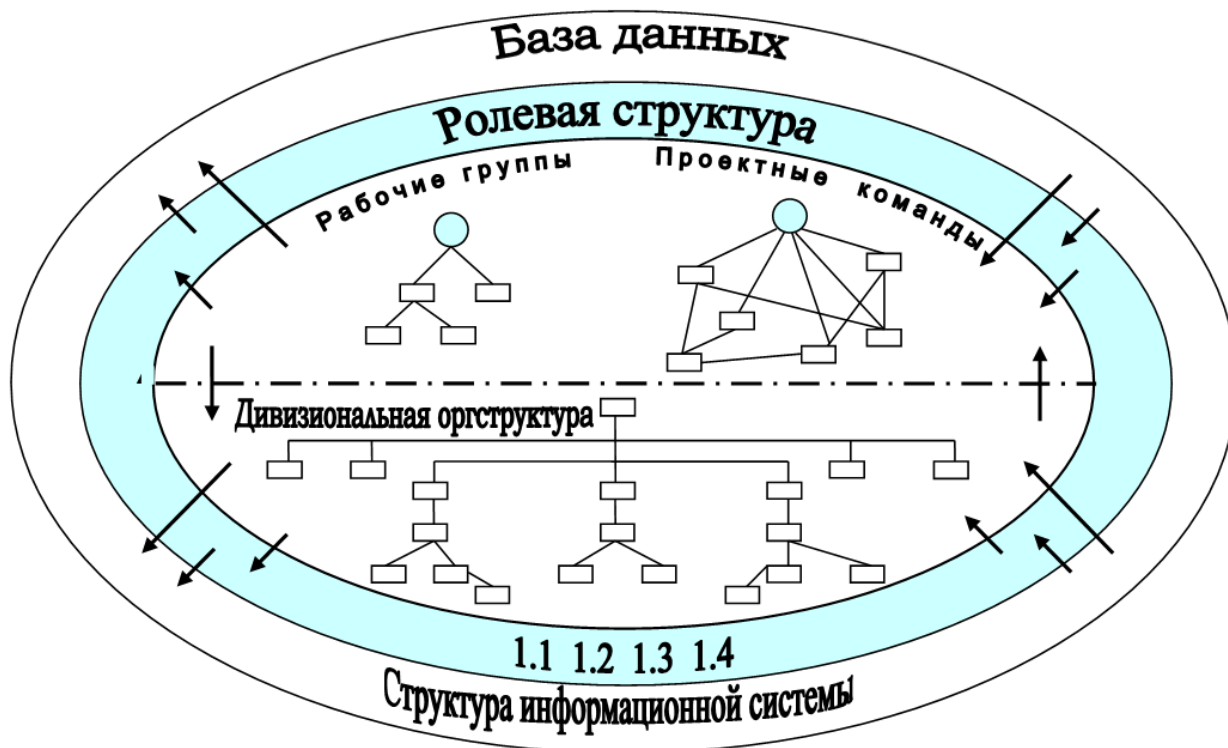 База данных
Ролевая структура
Рабочие группы
Проектные команды
Дивизиональная оргструктура
1.1 1.2 1.3 1.4
Структура информационной системы